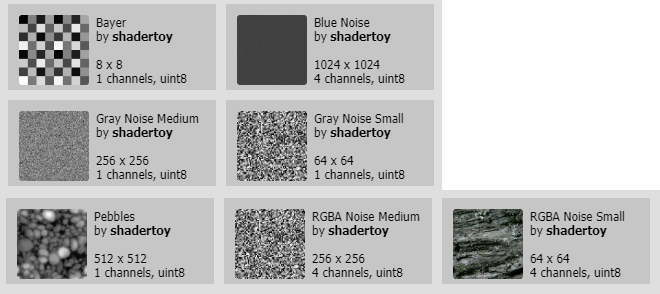 Bayer
by shadertoy
8 x 8
1 channels, uint8
Blue Noise
by shadertoy
1024 x 1024
4 channels, uint8
Gray Noise Medium
by shadertoy
256 x 256
1 channels, uint8
Gray Noise Small
by shadertoy
64 x 64
1 channels, uint8
Pebbles
by shadertoy
512 x 512
1 channels, uint8
RGBA Noise Medium
by shadertoy
256 x 256
4 channels, uint8
RGBA Noise Small
by shadertoy
64 x 64
4 channels, uint8